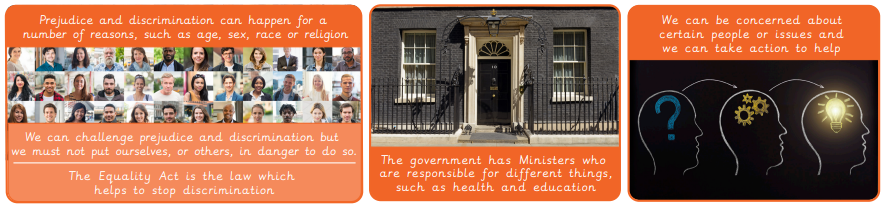 Prejudice and discrimination can happen for a
number of reasons, such as age, sex, race or religion
We can challenge prejudice and discrimination but
we must not put ourselves, or others, in danger to do so.
The Equality Act is the law which
helps to stop discrimination
10
The government has Ministers who
are responsible for different things,
such as health and education
We can be concerned about
certain people or issues and
we can take action to help
?